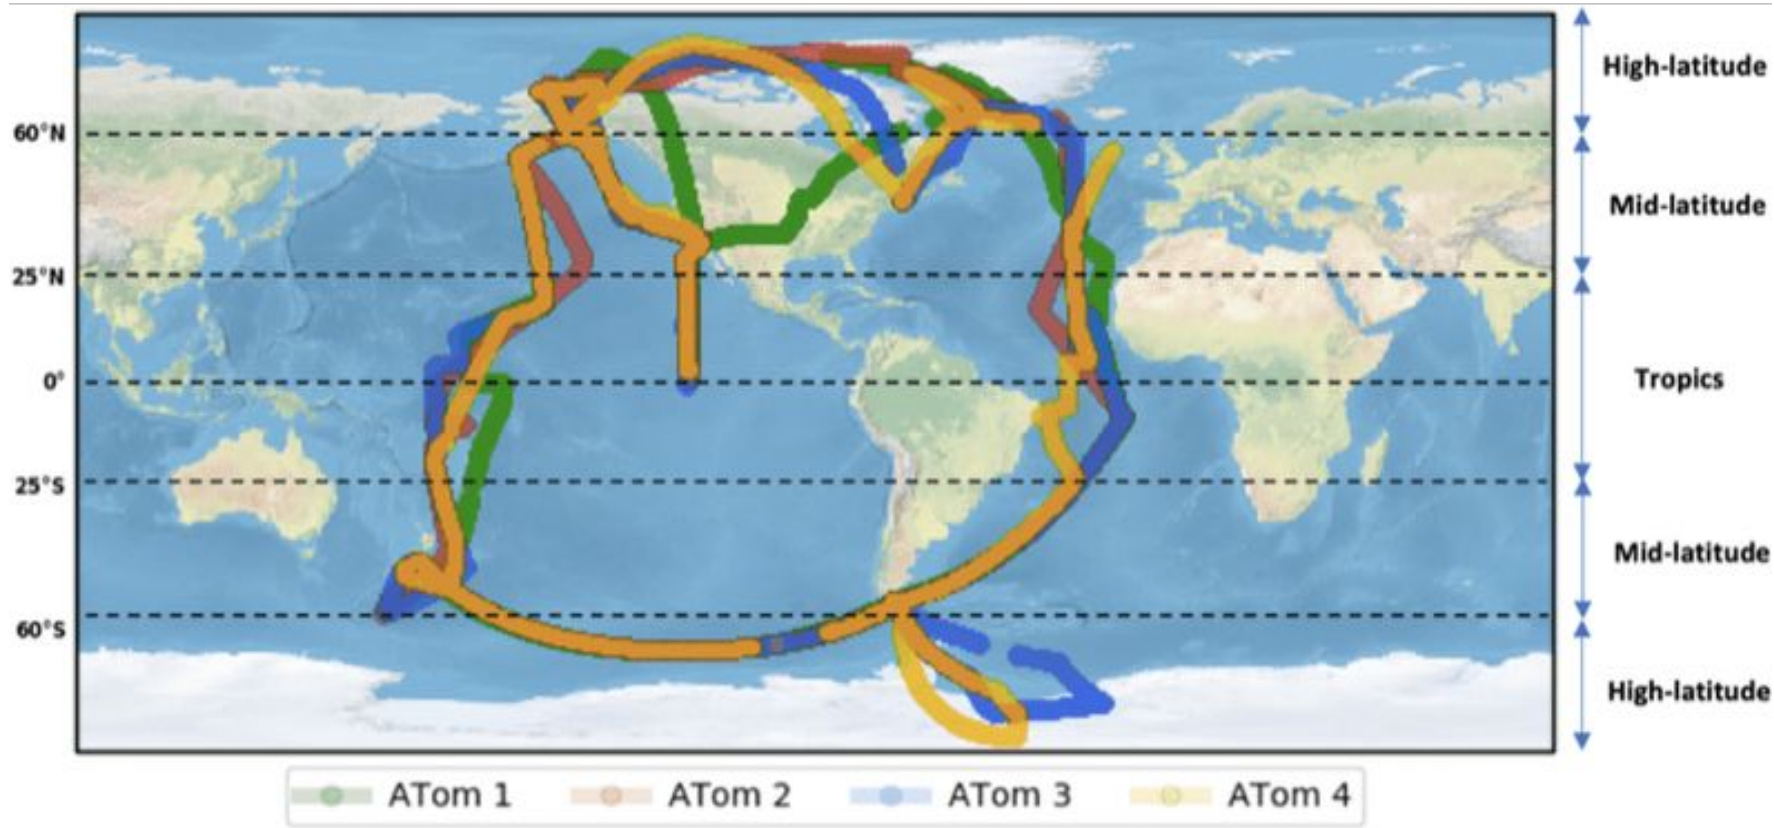 High-latitude
60°N
Mid-latitude
25°N
Tropics
0°
25°S
Mid-latitude
60°S
High-latitude
ATom 1 ATom 2 ATom 3 ATom 4